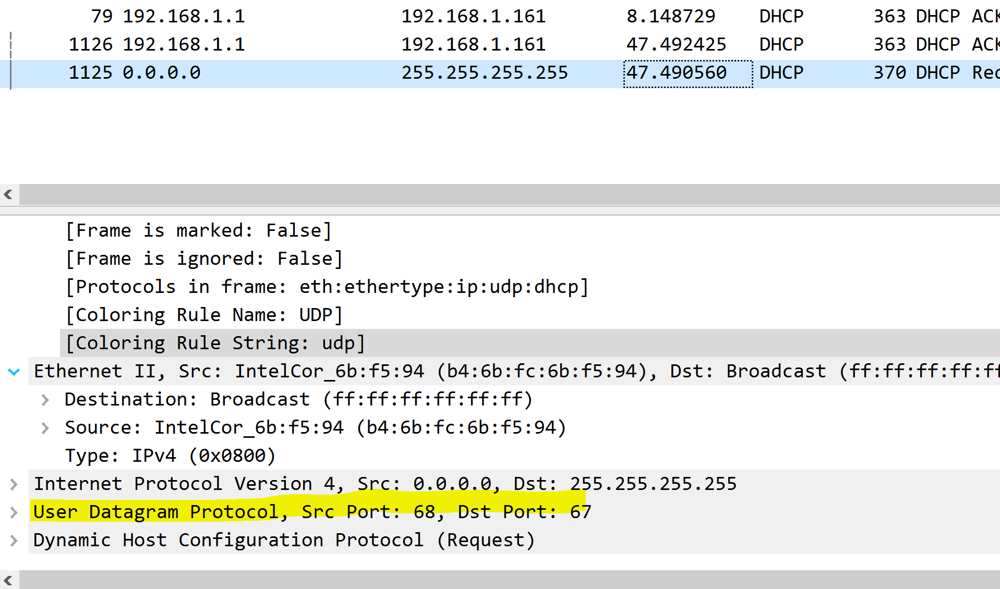 79 192.168.1.1 192.168.1.161 8.148729 DHCP 363 DHCP ACK
1126 192.168.1.1 192.168.1.161 47.492425 DHCP 363 DHCP ACK
1125 0.0.0.0 255.255.255.255 47.490560 DHCP 370 DHCP Req
[Frame is marked: False]
[Frame is ignored: False]
[Protocols in frame: eth:ethertype:ip:udp:dhcp]
[Coloring Rule Name: UDP]
[Coloring Rule String: udp]
Ethernet II, Src: IntelCor_6b:f5:94 (b4:6b:fc:6b:f5:94), Dst: Broadcast (ff:ff:ff:ff:ff
Destination: Broadcast (ff:ff:ff:ff:ff:ff)
Source: IntelCor_6b:f5:94 (b4:6b:fc:6b:f5:94)
Type: IPv4 (0x0800)
Internet Protocol Version 4, Src: 0.0.0.0, Dst: 255.255.255.255
User Datagram Protocol, Src Port: 68, Dst Port: 67
Dynamic Host Configuration Protocol (Request)